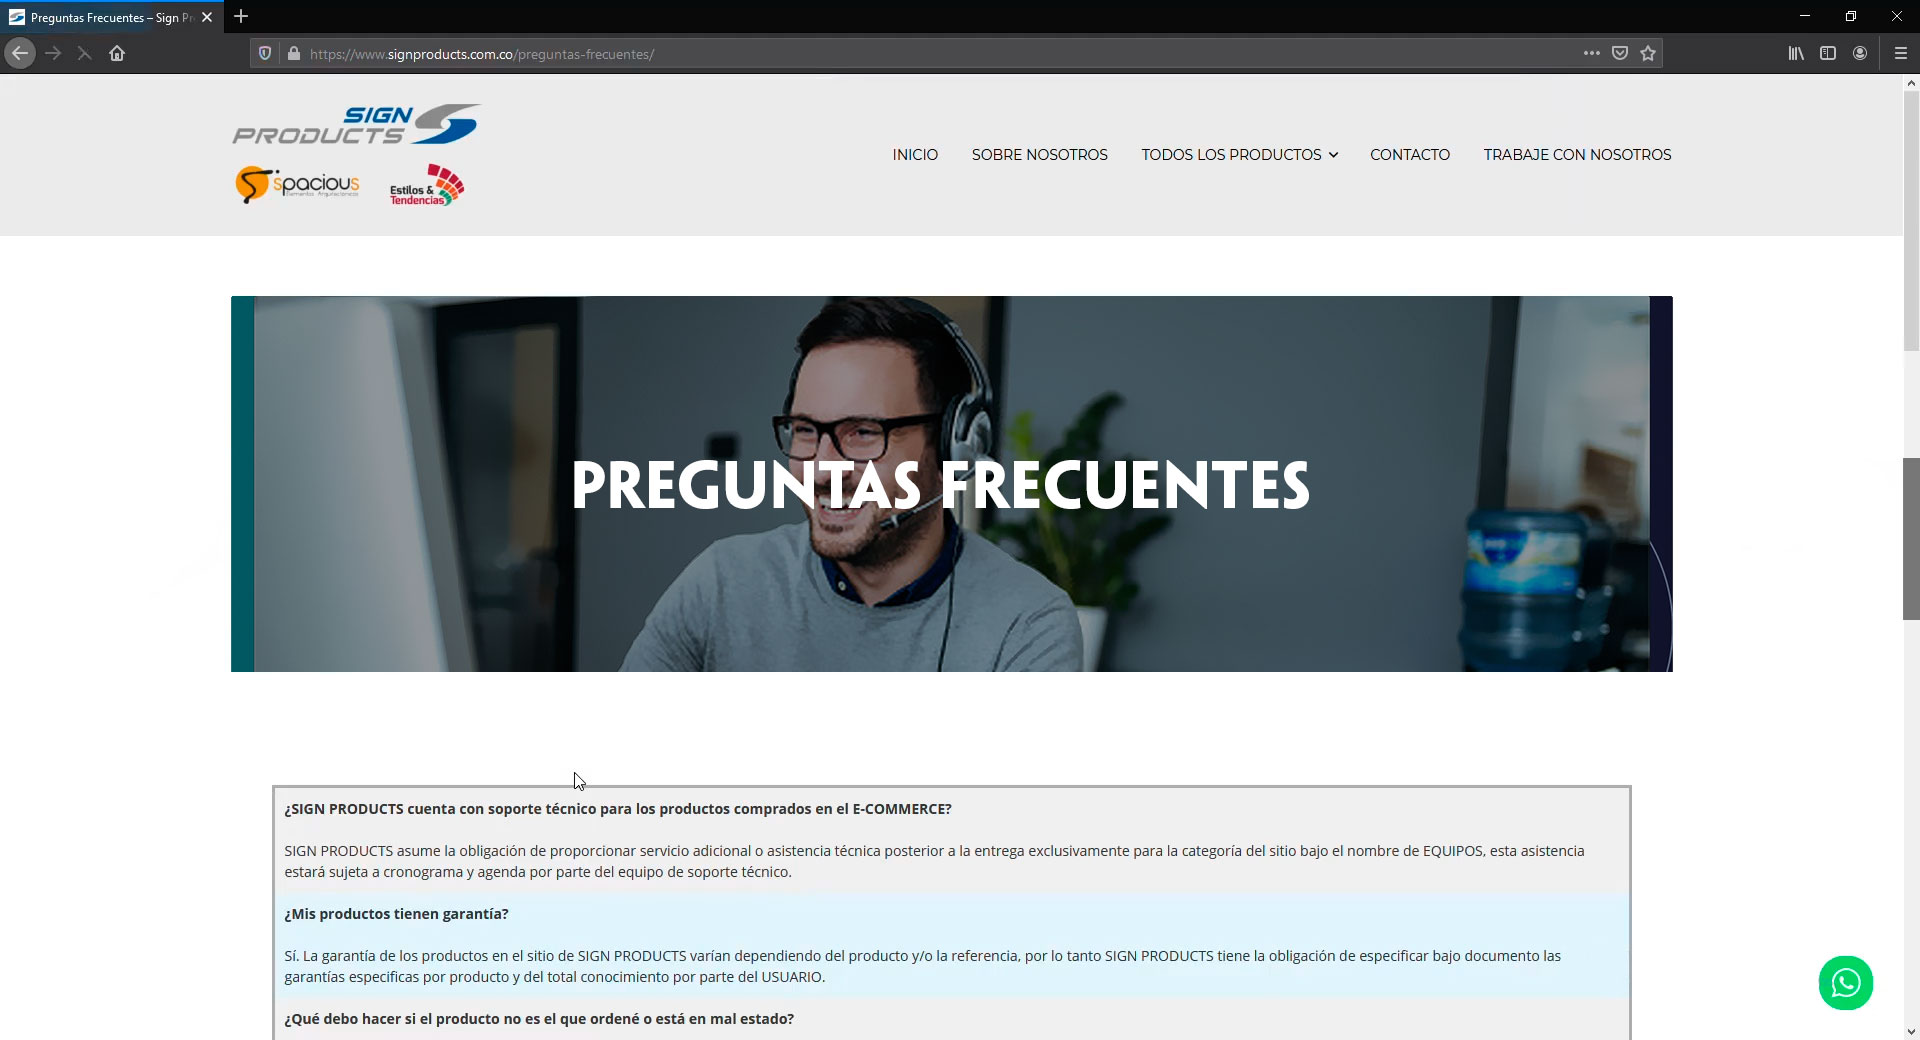 Preguntas Frecuentes – Sign Pr
https://www.signproducts.com.co/preguntas-frecuentes/
SIGN
PRODUCTS
spacious
Estilos &
Tendencias
INICIO
SOBRE NOSOTROS
TODOS LOS PRODUCTOS
CONTACTO
TRABAJE CON NOSOTROS
PREGUNTAS FRECUENTES
¿SIGN PRODUCTS cuenta con soporte técnico para los productos comprados en el E-COMMERCE?
SIGN PRODUCTS asume la obligación de proporcionar servicio adicional o asistencia técnica posterior a la entrega exclusivamente para la categoría del sitio bajo el nombre de EQUIPOS, esta asistencia
estará sujeta a cronograma y agenda por parte del equipo de soporte técnico.
¿Mis productos tienen garantía?
Sí. La garantía de los productos en el sitio de SIGN PRODUCTS varían dependiendo del producto y/o la referencia, por lo tanto SIGN PRODUCTS tiene la obligación de especificar bajo documento las
garantías especificas por producto y del total conocimiento por parte del USUARIO.
¿Qué debo hacer si el producto no es el que ordené o está en mal estado?